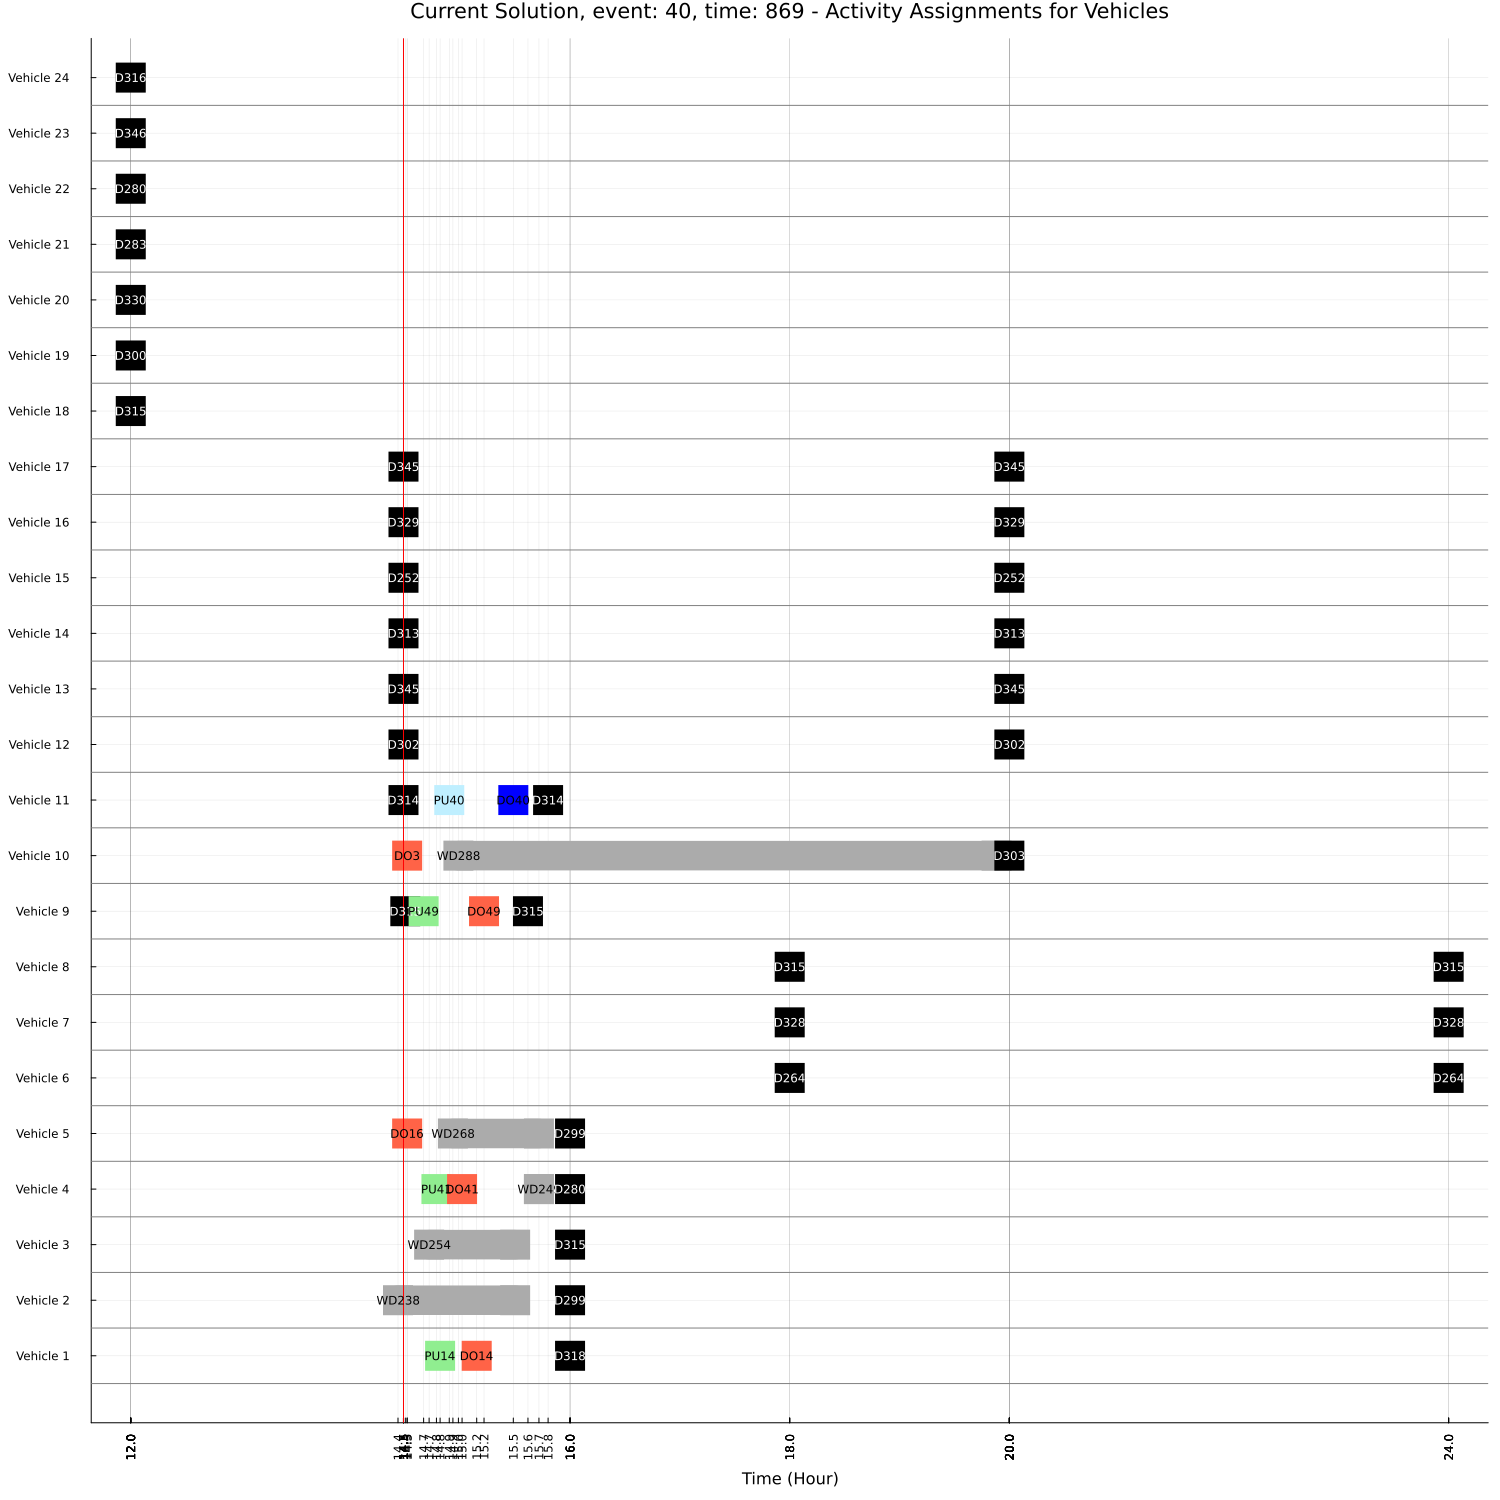 Current Solution, event: 40, time: 869 - Activity Assignments for Vehicles
Vehicle 24 D316
Vehicle 23 D346
Vehicle 22 D280
Vehicle 21 D283
Vehicle 20 D330
Vehicle 19 D300
Vehicle 18 D315
Vehicle 17 D345 D345
Vehicle 16 D329 D329
Vehicle 15 D252 D252
Vehicle 14 D313 D313
Vehicle 13 D345 D345
Vehicle 12 D302 D302
Vehicle 11 D314 PU40 DO40 D314
Vehicle 10 DO3 WD288 D303
Vehicle 9 PU49 DO49 D315
Vehicle 8 D315 D315
Vehicle 7 D328 D328
Vehicle 6 D264 D264
Vehicle 5 DO16 WD268 D299
Vehicle 4 PU41 DO41 WD24 D280
Vehicle 3 WD254 D315
Vehicle 2 WD238 D299
Vehicle 1 PU14 DO14 D318
12.0 14.4 14.7 14.7 14.8 15.0 15.2 15.2 15.5 15.6 15.7 15.8 16.0 18.0 20.0 24.0
Time (Hour)